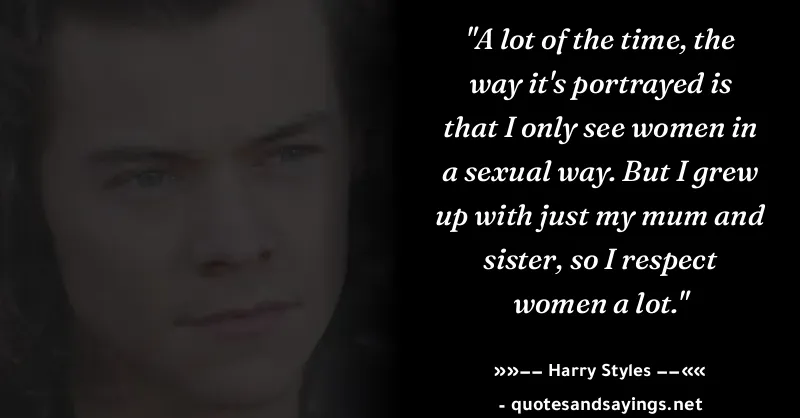 "A lot of the time, the
way it's portrayed is
that I only see women in
a sexual way. But I grew
up with just my mum and
sister, so I respect
women a lot."
»»−− Harry Styles −−««
- quotesandsayings.net